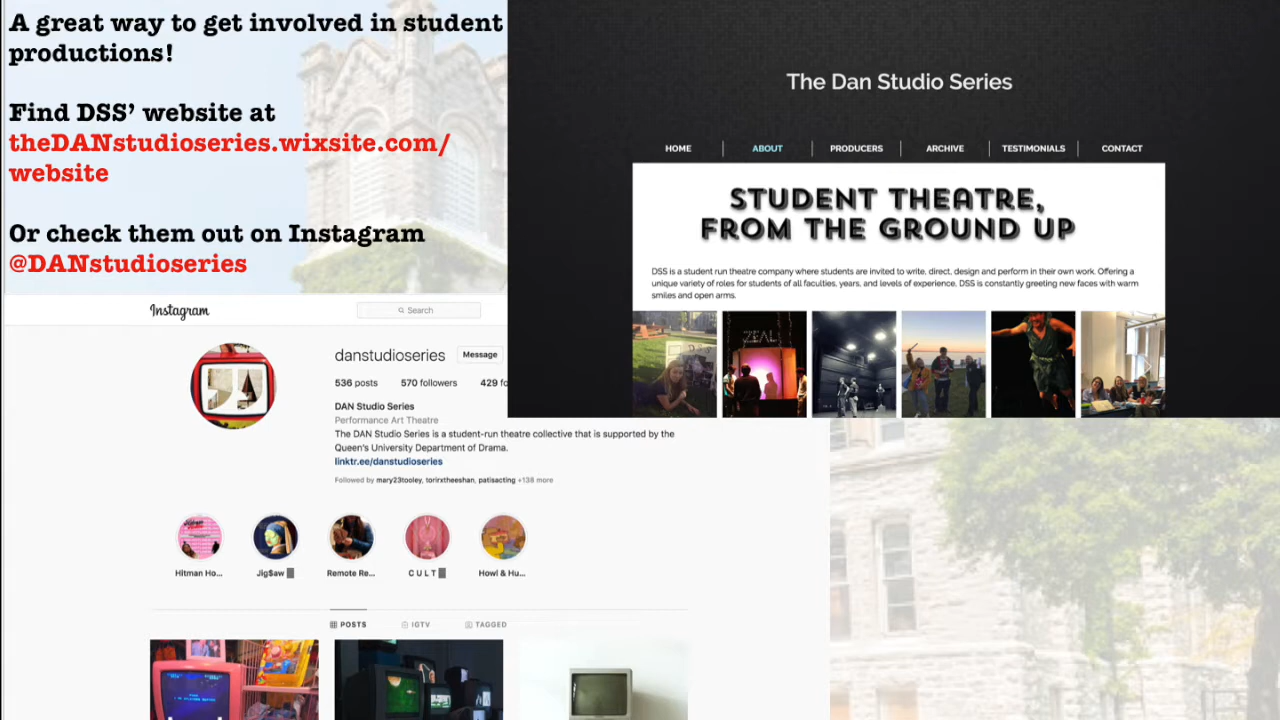 A great way to get involved in student
productions!
Find DSS’ website at
theDANstudioseries.wixsite.com/
website
Or check them out on Instagram
@DANstudioseries
The Dan Studio Series
HOME
ABOUT
PRODUCERS
ARCHIVE
TESTIMONIALS
CONTACT
STUDENT THEATRE,
FROM THE GROUND UP
DSS is a student run theatre company where students are invited to write, direct, design and perform in their own work. Offering a
unique variety of roles for students of all faculties, years, and levels of experience. DSS is constantly greeting new faces with warm
smiles and open arms.
ZEAL
Instagram
Search
danstudioseries
Message
536 posts
570 followers
429 fo
DAN Studio Series
Performance Art Theatre
The DAN Studio Series is a student-run theatre collective that is supported by the
Queen's University Department of Drama.
linktr.ee/danstudioseries
Followed by mary23tooley, torirxtheeshan, patisacting +138 more
Hitman Ho...
Jig$aw
Remote Re...
C U L T
Howl & Hu...
POSTS
IGTV
TAGGED